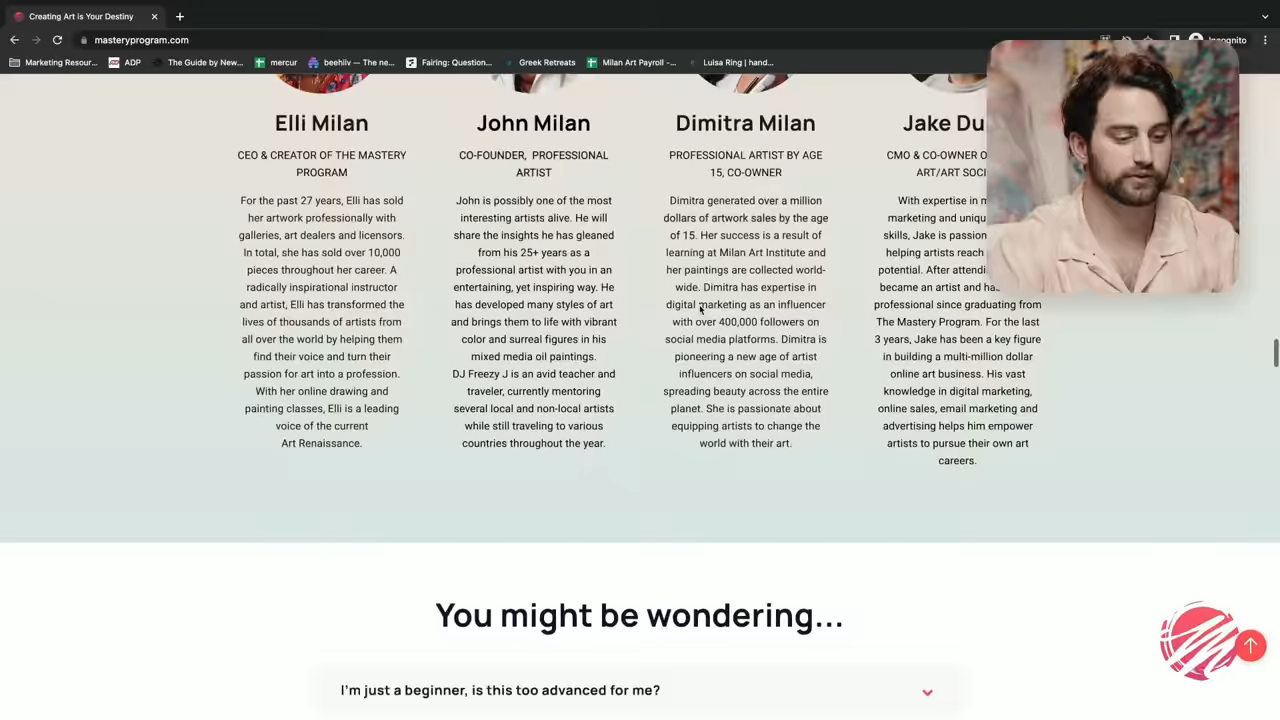 Creating Art is Your Destiny
masteryprogram.com
Incognito
Marketing Resour...
ADP
The Guide by New...
mercur
beehiiv — The ne...
Fairing: Question...
Greek Retreats
Milan Art Payroll -...
Luisa Ring | hand...
Elli Milan
CEO & CREATOR OF THE MASTERY
PROGRAM
For the past 27 years, Elli has sold
her artwork professionally with
galleries, art dealers and licensors.
In total, she has sold over 10,000
pieces throughout her career. A
radically inspirational instructor
and artist, Elli has transformed the
lives of thousands of artists from
all over the world by helping them
find their voice and turn their
passion for art into a profession.
With her online drawing and
painting classes, Elli is a leading
voice of the current
Art Renaissance.
John Milan
CO-FOUNDER, PROFESSIONAL
ARTIST
John is possibly one of the most
interesting artists alive. He will
share the insights he has gleaned
from his 25+ years as a
professional artist with you in an
entertaining, yet inspiring way. He
has developed many styles of art
and brings them to life with vibrant
color and surreal figures in his
mixed media oil paintings.
DJ Freezy J is an avid teacher and
traveler, currently mentoring
several local and non-local artists
while still traveling to various
countries throughout the year.
Dimitra Milan
PROFESSIONAL ARTIST BY AGE
15, CO-OWNER
Dimitra generated over a million
dollars of artwork sales by the age
of 15. Her success is a result of
learning at Milan Art Institute and
her paintings are collected world-
wide. Dimitra has expertise in
digital marketing as an influencer
with over 400,000 followers on
social media platforms. Dimitra is
pioneering a new age of artist
influencers on social media,
spreading beauty across the entire
planet. She is passionate about
equipping artists to change the
world with their art.
Jake Du
CMO & CO-OWNER O
ART/ART SOCI
With expertise in m
marketing and uniqu
skills, Jake is passion
helping artists reach
potential. After attendi
became an artist and ha
professional since graduating from
The Mastery Program. For the last
3 years, Jake has been a key figure
in building a multi-million dollar
online art business. His vast
knowledge in digital marketing,
online sales, email marketing and
advertising helps him empower
artists to pursue their own art
careers.
You might be wondering...
I'm just a beginner, is this too advanced for me?